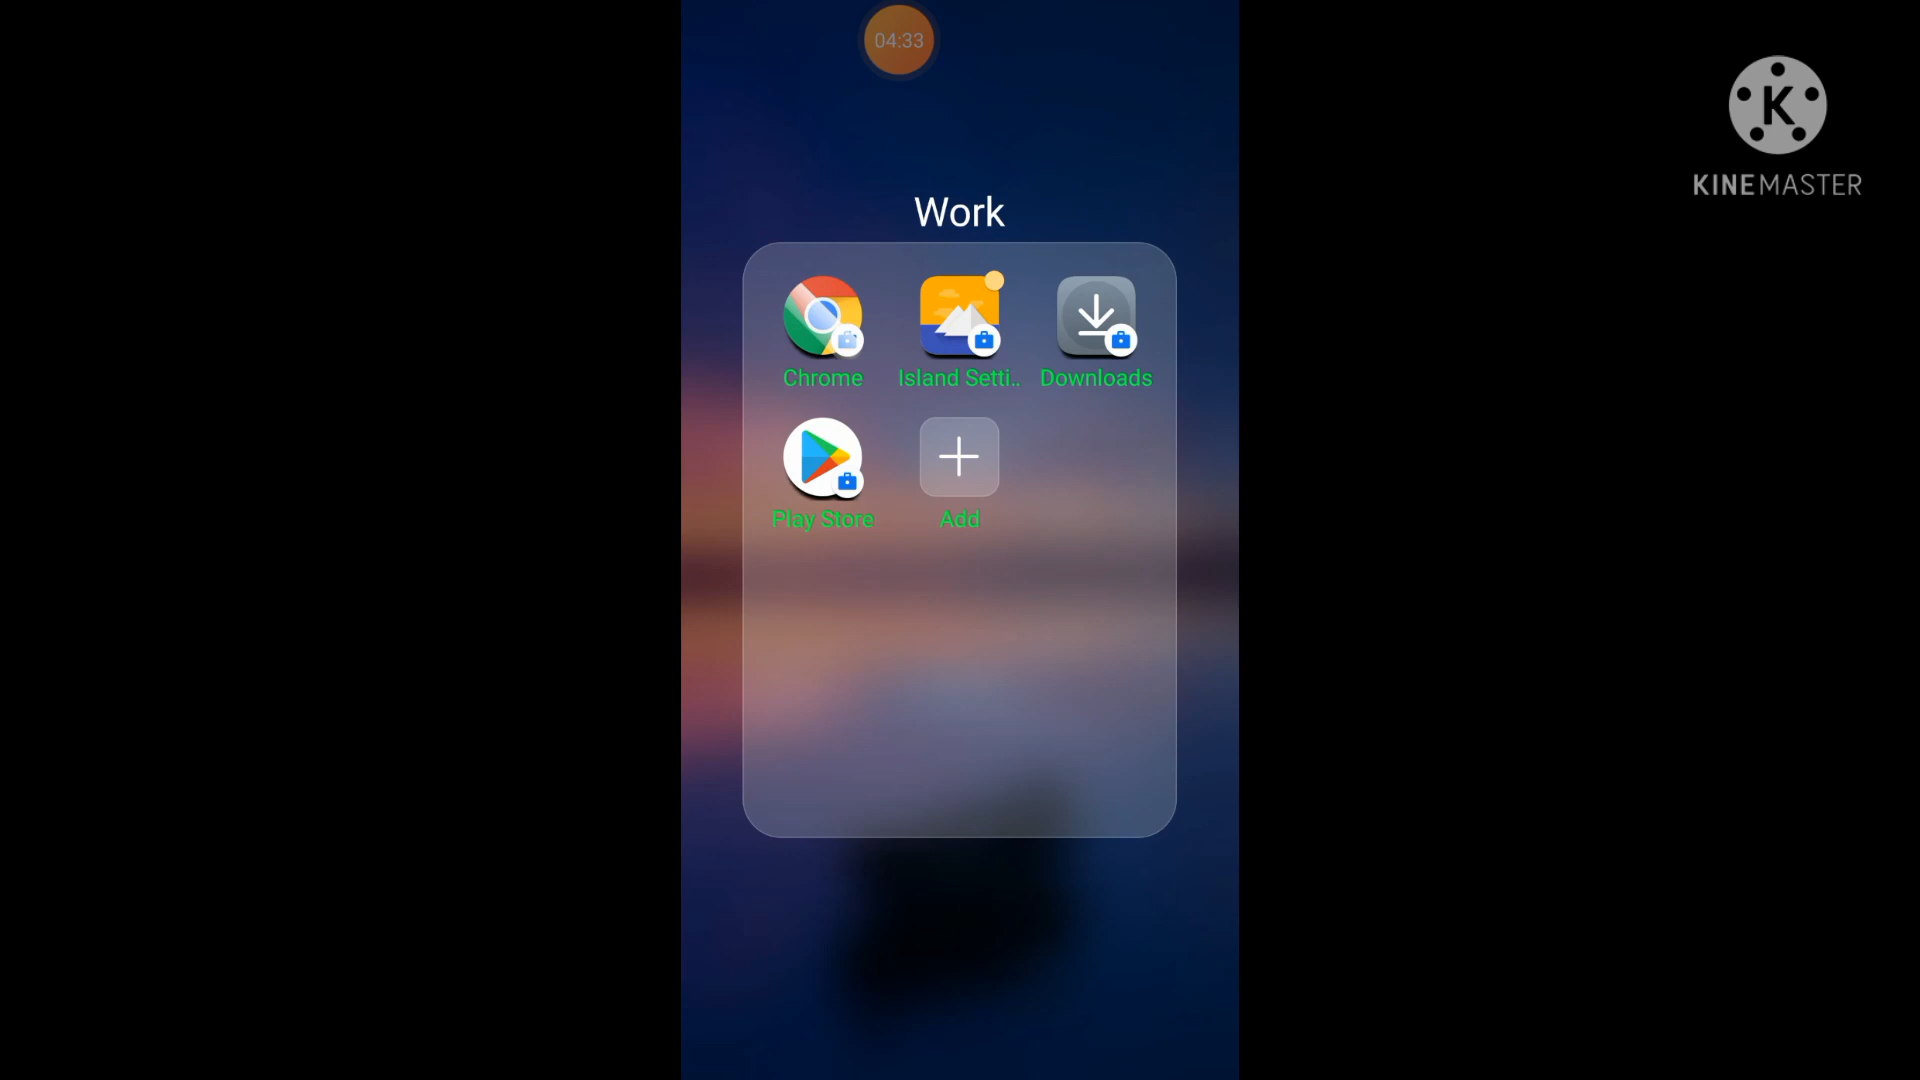 04:33
K
KINEMASTER
Work
Chrome
Island Setti..
Downloads
Play Store
Add